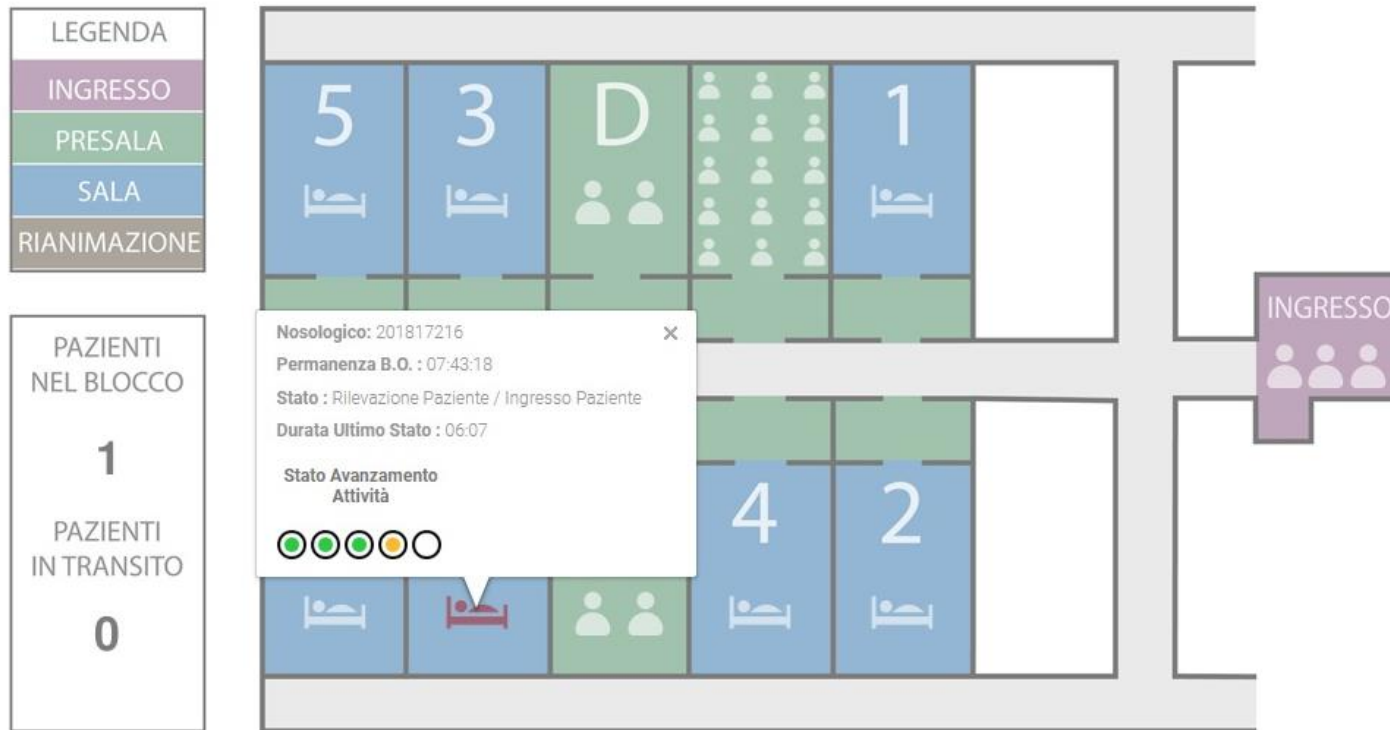 LEGENDA
INGRESSO
PRESALA
SALA
RIANIMAZIONE
PAZIENTI
NEL BLOCCO
1
PAZIENTI
IN TRANSITO
0
5
3
D
1
INGRESSO
Nosologico: 201817216
×
Permanenza B.O. : 07:43:18
Stato : Rilevazione Paziente / Ingresso Paziente
Durata Ultimo Stato : 06:07
Stato Avanzamento
Attività
4
2